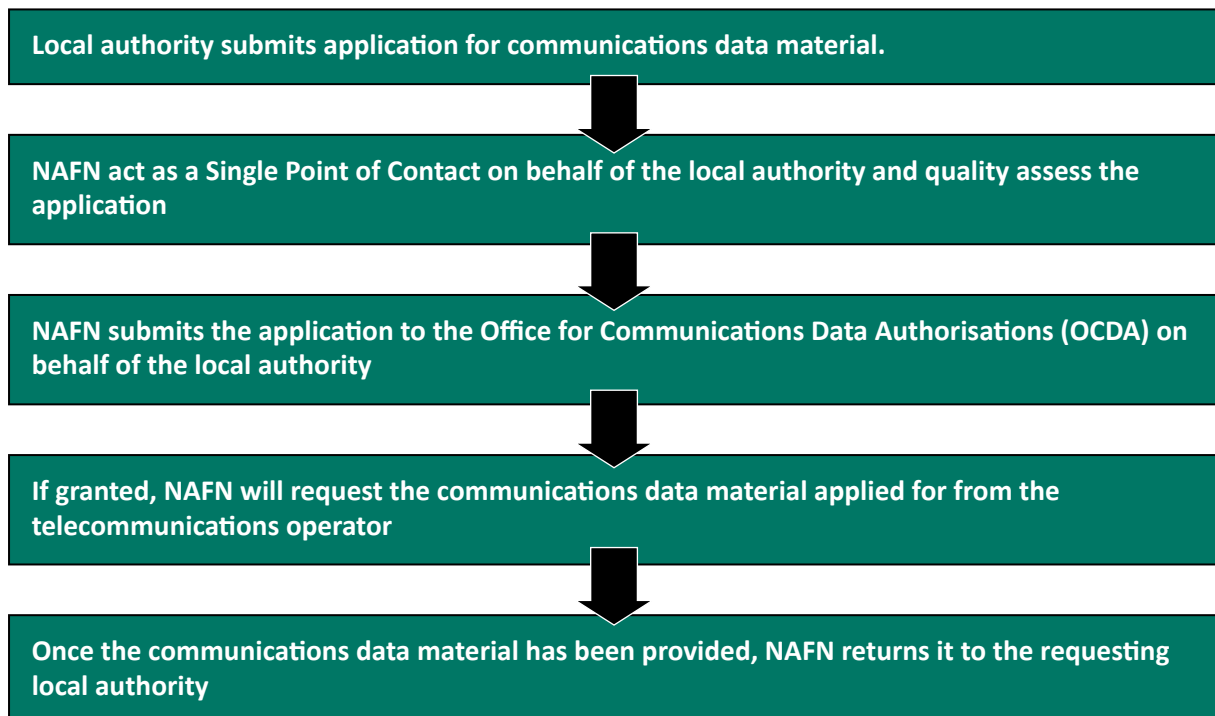 Local authority submits application for communications data material.
NAFN act as a Single Point of Contact on behalf of the local authority and quality assess the
application
NAFN submits the application to the Office for Communications Data Authorisations (OCDA) on
behalf of the local authority
If granted, NAFN will request the communications data material applied for from the
telecommunications operator
Once the communications data material has been provided, NAFN returns it to the requesting
local authority